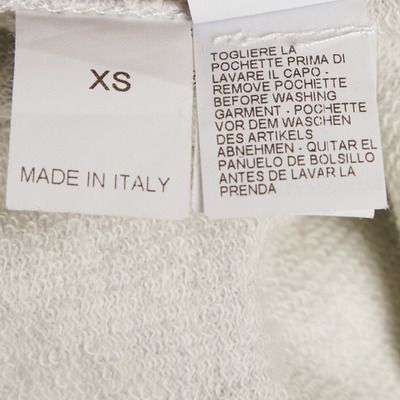 XS
MADE IN ITALY
TOGLIERE LA
POCHETTE PRIMA DI
LAVARE IL CAPO -
REMOVE POCHETTE
BEFORE WASHING
GARMENT - POCHETTE
VOR DEM WASCHEN
DES ARTIKELS
ABNEHMEN - QUITAR EL
PAÑUELO DE BOLSILLO
ANTES DE LAVAR LA
PRENDA